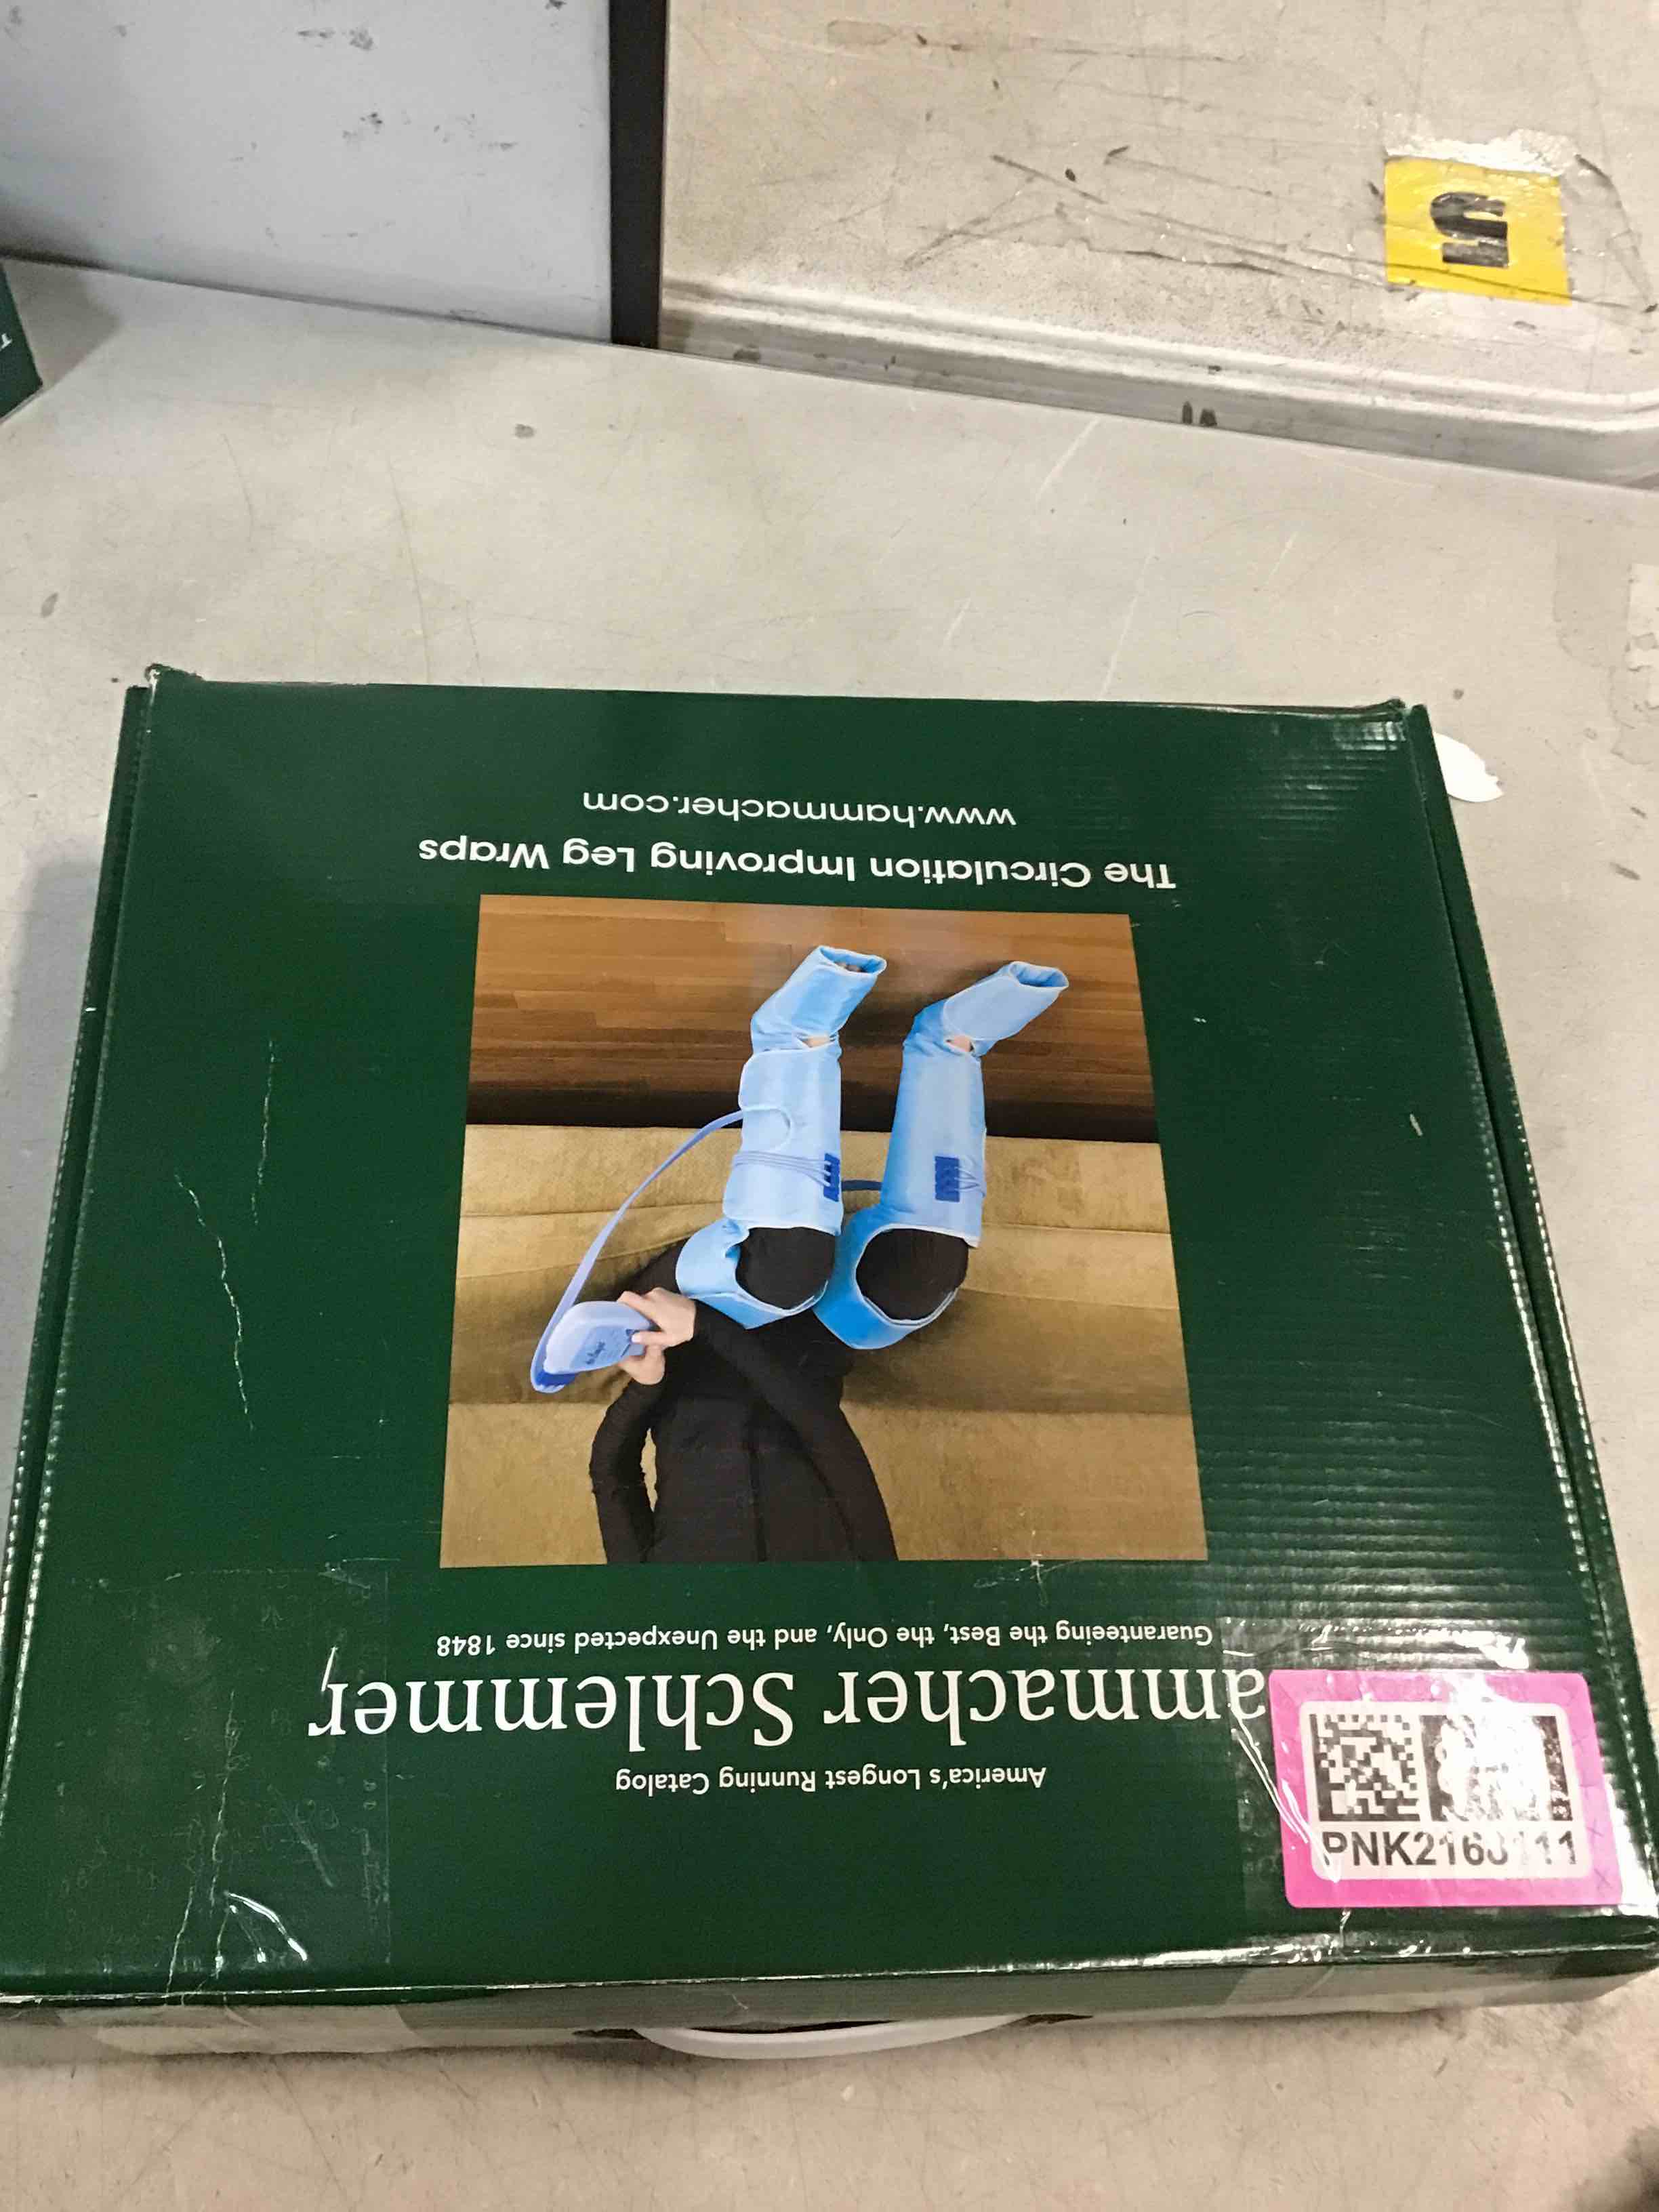 America's Longest Running Catalog
ammacher Schlemmer
Guaranteeing the Best, the Only, and the Unexpected since 1848
The Circulation Improving Leg Wraps
www.hammacher.com
5